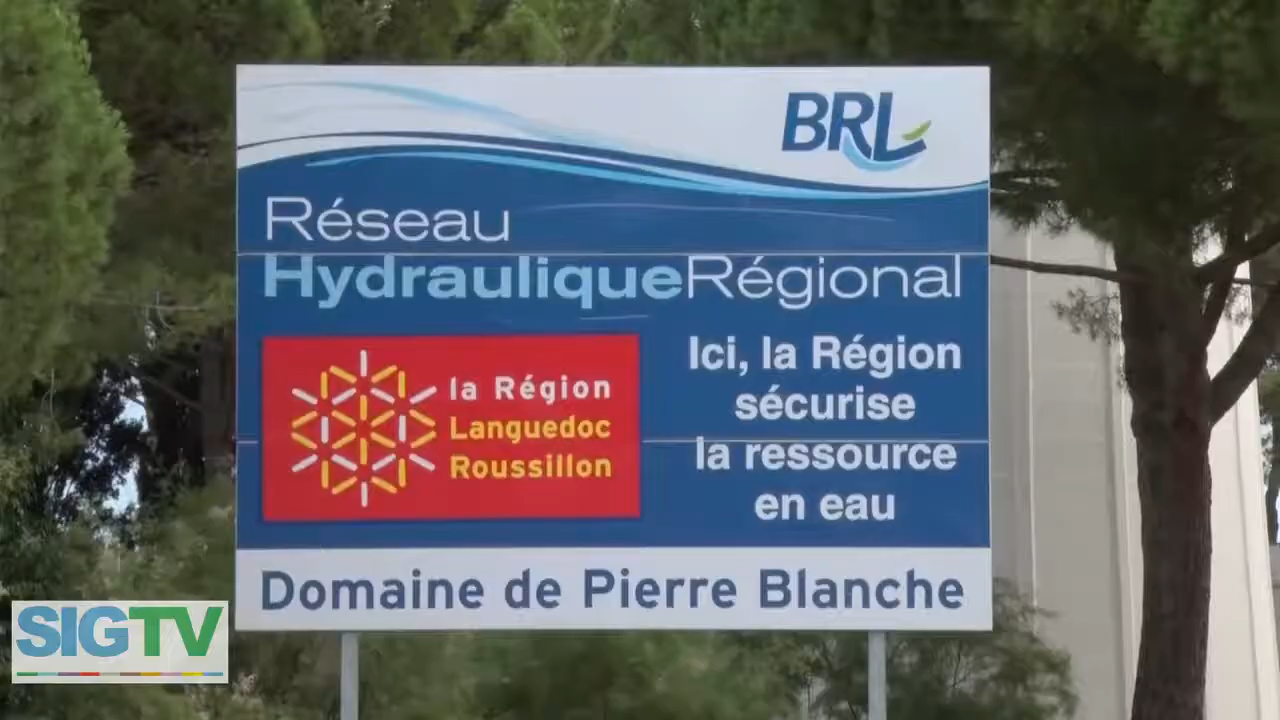 BRL
Réseau
HydrauliqueRégional
la Région
Languedoc
Roussillon
Ici, la Région
sécurise
la ressource
en eau
Domaine de Pierre Blanche
SIGTV